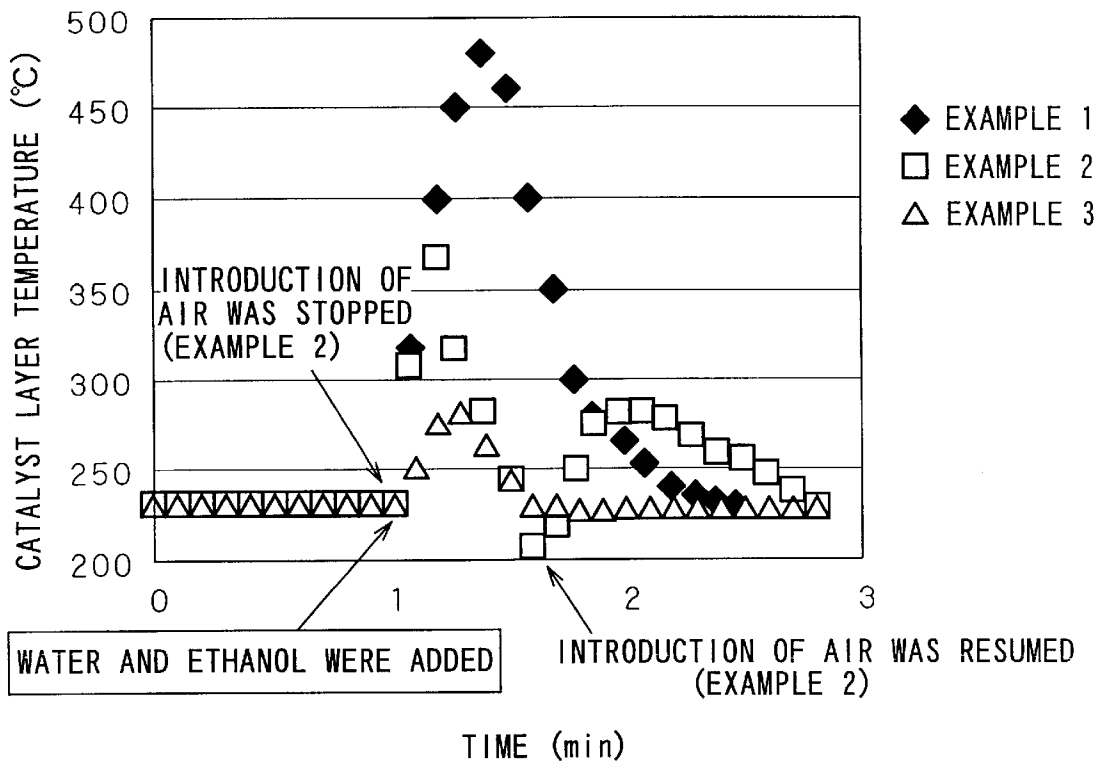 CATALYST LAYER TEMPERATURE (℃)
500
450
400
350
300
250
200
0 1 2 3
TIME (min)
◆ EXAMPLE 1
□ EXAMPLE 2
△ EXAMPLE 3
INTRODUCTION OF
AIR WAS STOPPED
(EXAMPLE 2)
WATER AND ETHANOL WERE ADDED
INTRODUCTION OF AIR WAS RESUMED
(EXAMPLE 2)